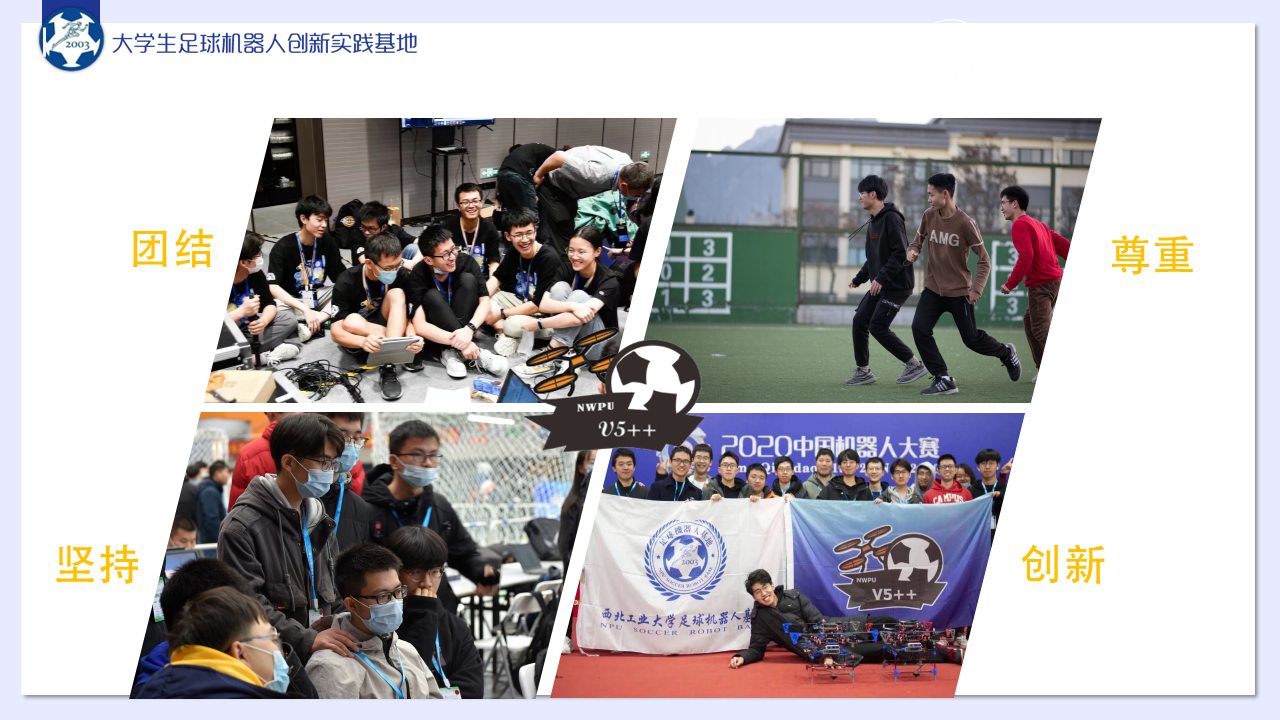 2003
大学生足球机器人创新实践基地
团结
尊重
AMG
3
0 2
1 3
3
NWPU
V5++
2020中国机器人大赛
CAMPUS
坚持
创新
2003
NWPU
V5++
西北工业大学足球机器人基
NPU SOCCER ROBOT BA